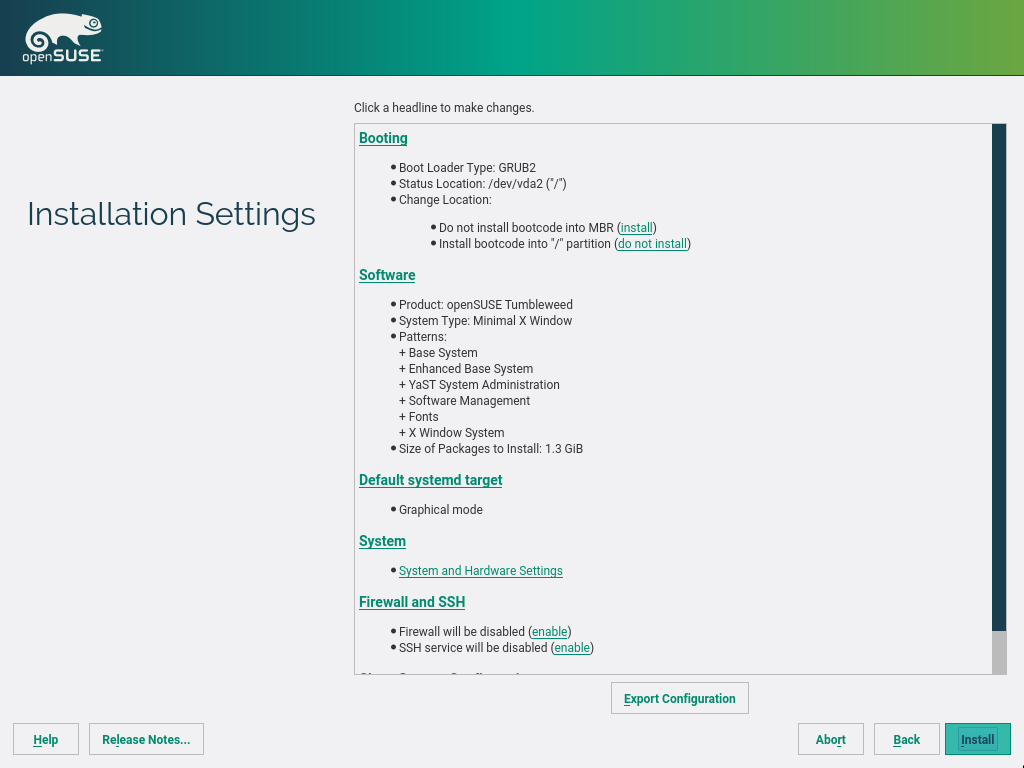 openSUSE
Click a headline to make changes.
Installation Settings
Booting
Boot Loader Type: GRUB2
Status Location: /dev/vda2 ("/")
Change Location:
Do not install bootcode into MBR (install)
Install bootcode into "/" partition (do not install)
Software
Product: openSUSE Tumbleweed
System Type: Minimal X Window
Patterns:
+ Base System
+ Enhanced Base System
+ YaST System Administration
+ Software Management
+ Fonts
+ X Window System
Size of Packages to Install: 1.3 GiB
Default systemd target
Graphical mode
System
System and Hardware Settings
Firewall and SSH
Firewall will be disabled (enable)
SSH service will be disabled (enable)
Export Configuration
Help
Release Notes...
Abort
Back
Install